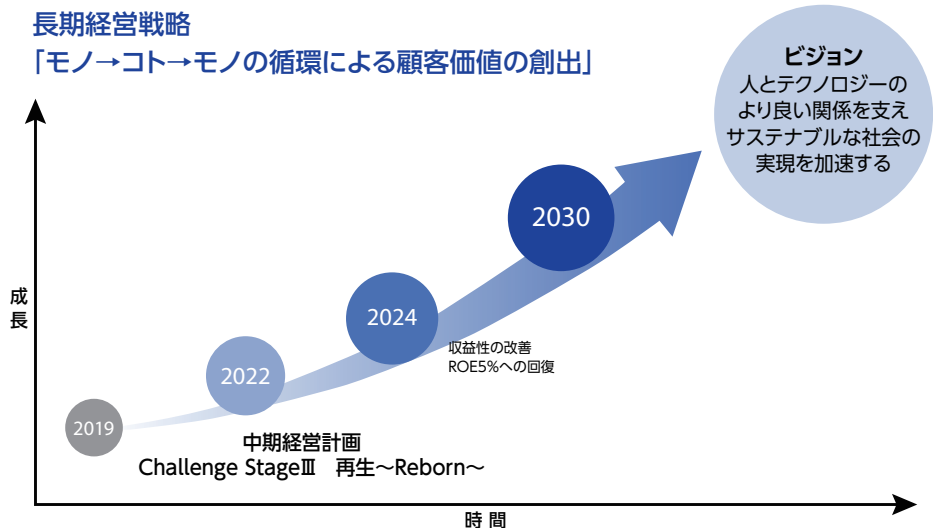 長期経営戦略
「モノ→コト→モノの循環による顧客価値の創出」
ビジョン
人とテクノロジーの
より良い関係を支え
サステナブルな社会の
実現を加速する
2030
2024
収益性の改善
ROE5%への回復
2022
2019
中期経営計画
Challenge StageⅢ　再生～Reborn～
成長
時間